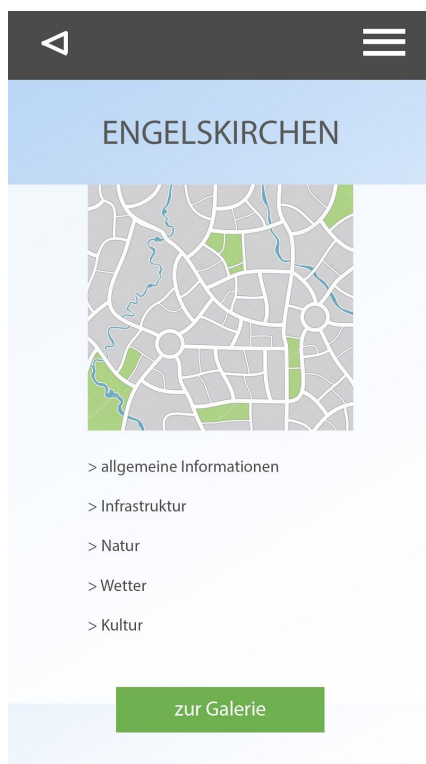 ENGELSKIRCHEN
> allgemeine Informationen
> Infrastruktur
> Natur
> Wetter
> Kultur
zur Galerie